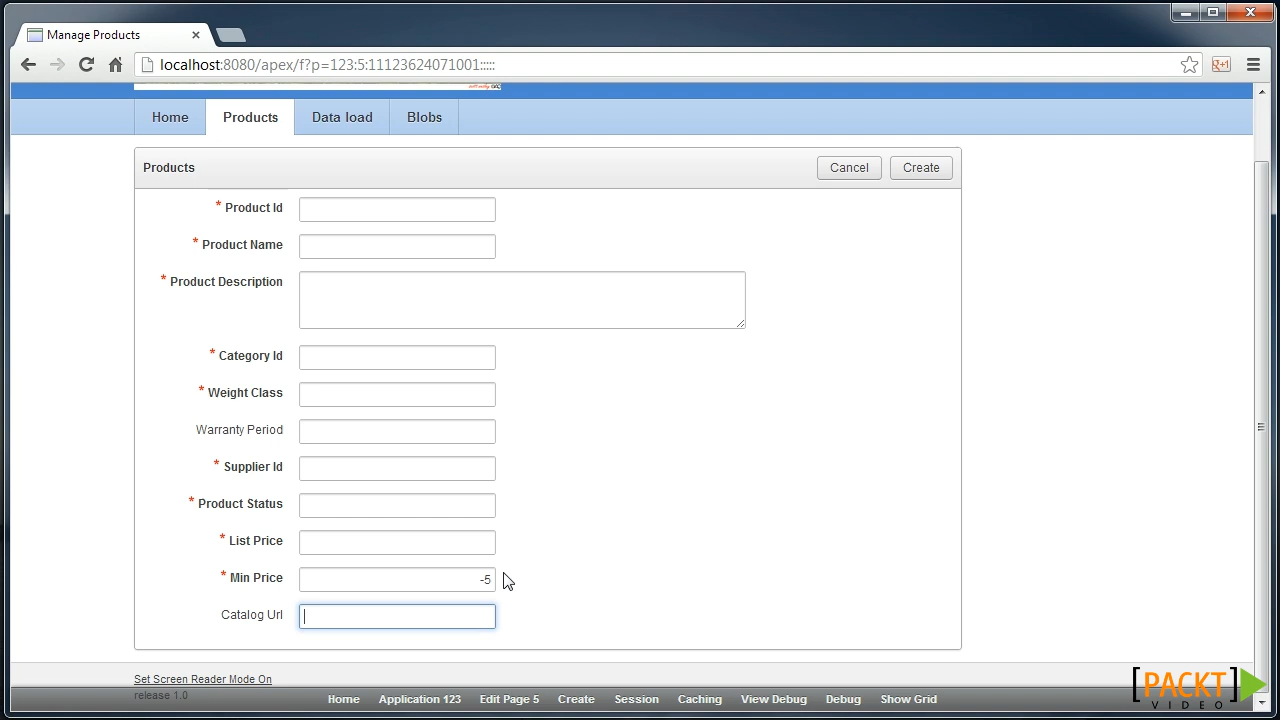 Manage Products
localhost:8080/apex/f?p=123:5:11123624071001:::::
Home Products Data load Blobs
Products Cancel Create
* Product Id
* Product Name
* Product Description
* Category Id
* Weight Class
Warranty Period
* Supplier Id
* Product Status
* List Price
* Min Price -5
Catalog Url
Set Screen Reader Mode On
release 1.0
Home Application 123 Edit Page 5 Create Session Caching View Debug Debug Show Grid
[PACKT]
VIDEO